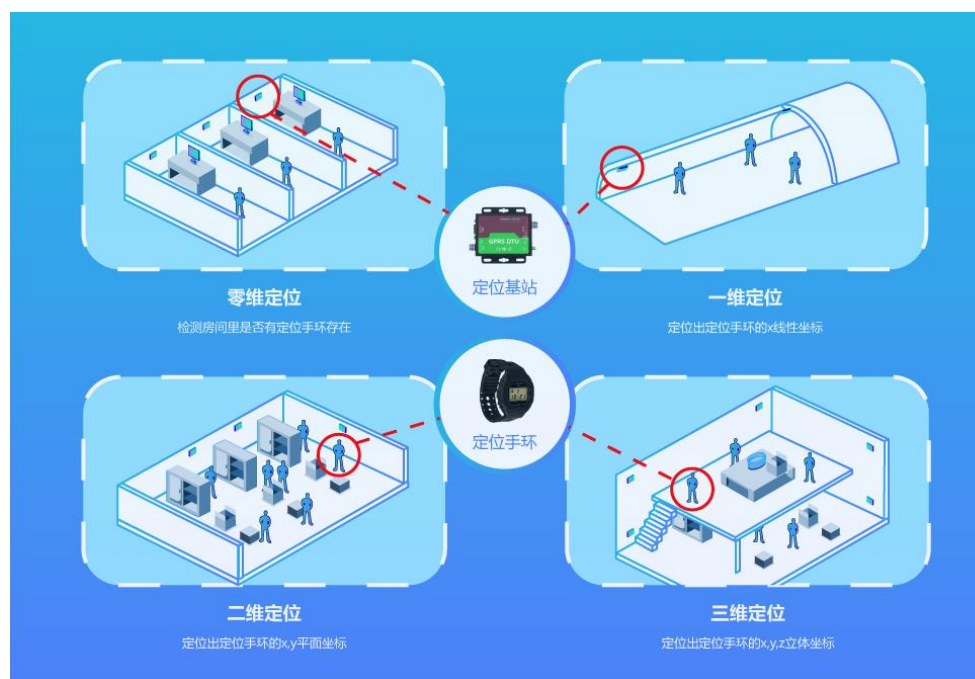 GPRS DTU
定位基站
零维定位
检测房间里是否有定位手环存在
一维定位
定位出定位手环的x线性坐标
定位手环
二维定位
定位出定位手环的x,y平面坐标
三维定位
定位出定位手环的x,y,z立体坐标